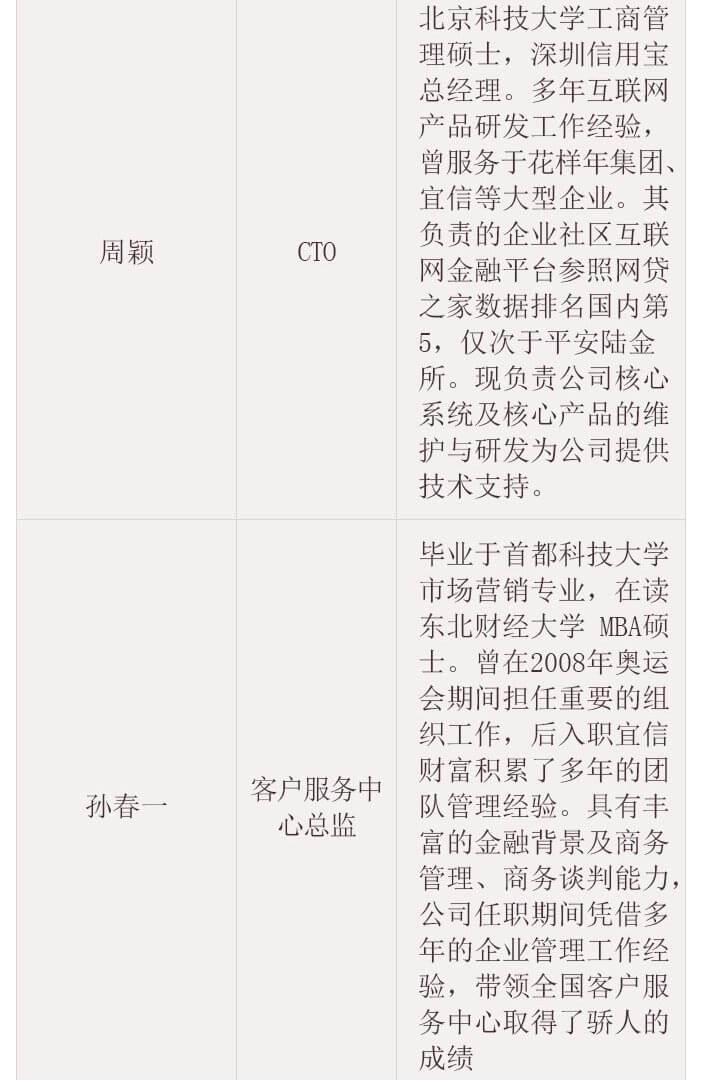 周颖
CTO
北京科技大学工商管
理硕士，深圳信用宝
总经理。多年互联网
产品研发工作经验，
曾服务于花样年集团、
宜信等大型企业。其
负责的企业社区互联
网金融平台参照网贷
之家数据排名国内第
5，仅次于平安陆金
所。现负责公司核心
系统及核心产品的维
护与研发为公司提供
技术支持。
孙春一
客户服务中
心总监
毕业于首都科技大学
市场营销专业，在读
东北财经大学 MBA硕
士。曾在2008年奥运
会期间担任重要的组
织工作，后入职宜信
财富积累了多年的团
队管理经验。具有丰
富的金融背景及商务
管理、商务谈判能力，
公司任职期间凭借多
年的企业管理工作经
验，带领全国客户服
务中心取得了骄人的
成绩